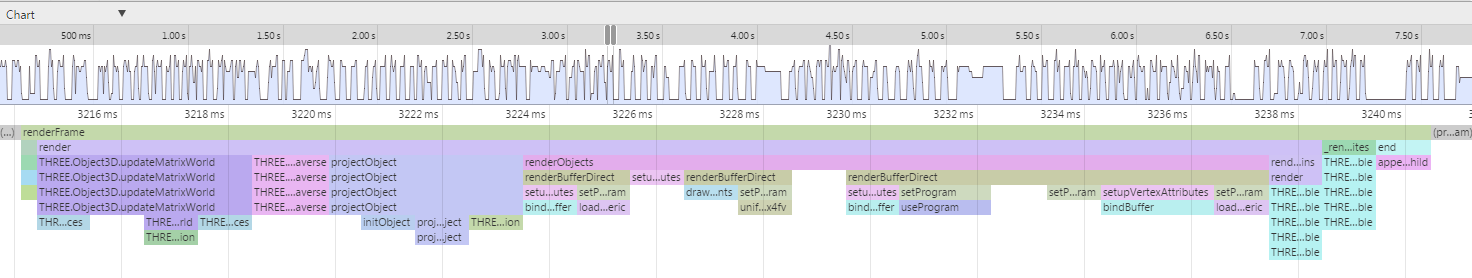 Chart ▼
500 ms 1.00 s 1.50 s 2.00 s 2.50 s 3.00 s 3.50 s 4.00 s 4.50 s 5.00 s 5.50 s 6.00 s 6.50 s 7.00 s 7.50 s
3216 ms 3218 ms 3220 ms 3222 ms 3224 ms 3226 ms 3228 ms 3230 ms 3232 ms 3234 ms 3236 ms 3238 ms 3240 ms 3
(...) renderFrame (pr...am)
render _ren...ites end
THREE.Object3D.updateMatrixWorld THREE....averse projectObject renderObjects rend...ins THRE...ble appe...hild
THREE.Object3D.updateMatrixWorld THREE....averse projectObject renderBufferDirect setu...utes renderBufferDirect renderBufferDirect render THRE...ble
THREE.Object3D.updateMatrixWorld THREE....averse projectObject setu...utes setP...ram draw...nts setP...ram setu...utes setProgram setP...ram setupVertexAttributes setP...ram THRE...ble THRE...ble
THREE.Object3D.updateMatrixWorld THREE....averse projectObject bind...ffer load...eric unif...x4fv bind...ffer useProgram bindBuffer load...eric THRE...ble THRE...ble
THR...ces THRE...rld THRE...ces initObject proj...ject THRE...ion THRE...ble THRE...ble
THRE...ion proj...ject THRE...ble
THRE...ble